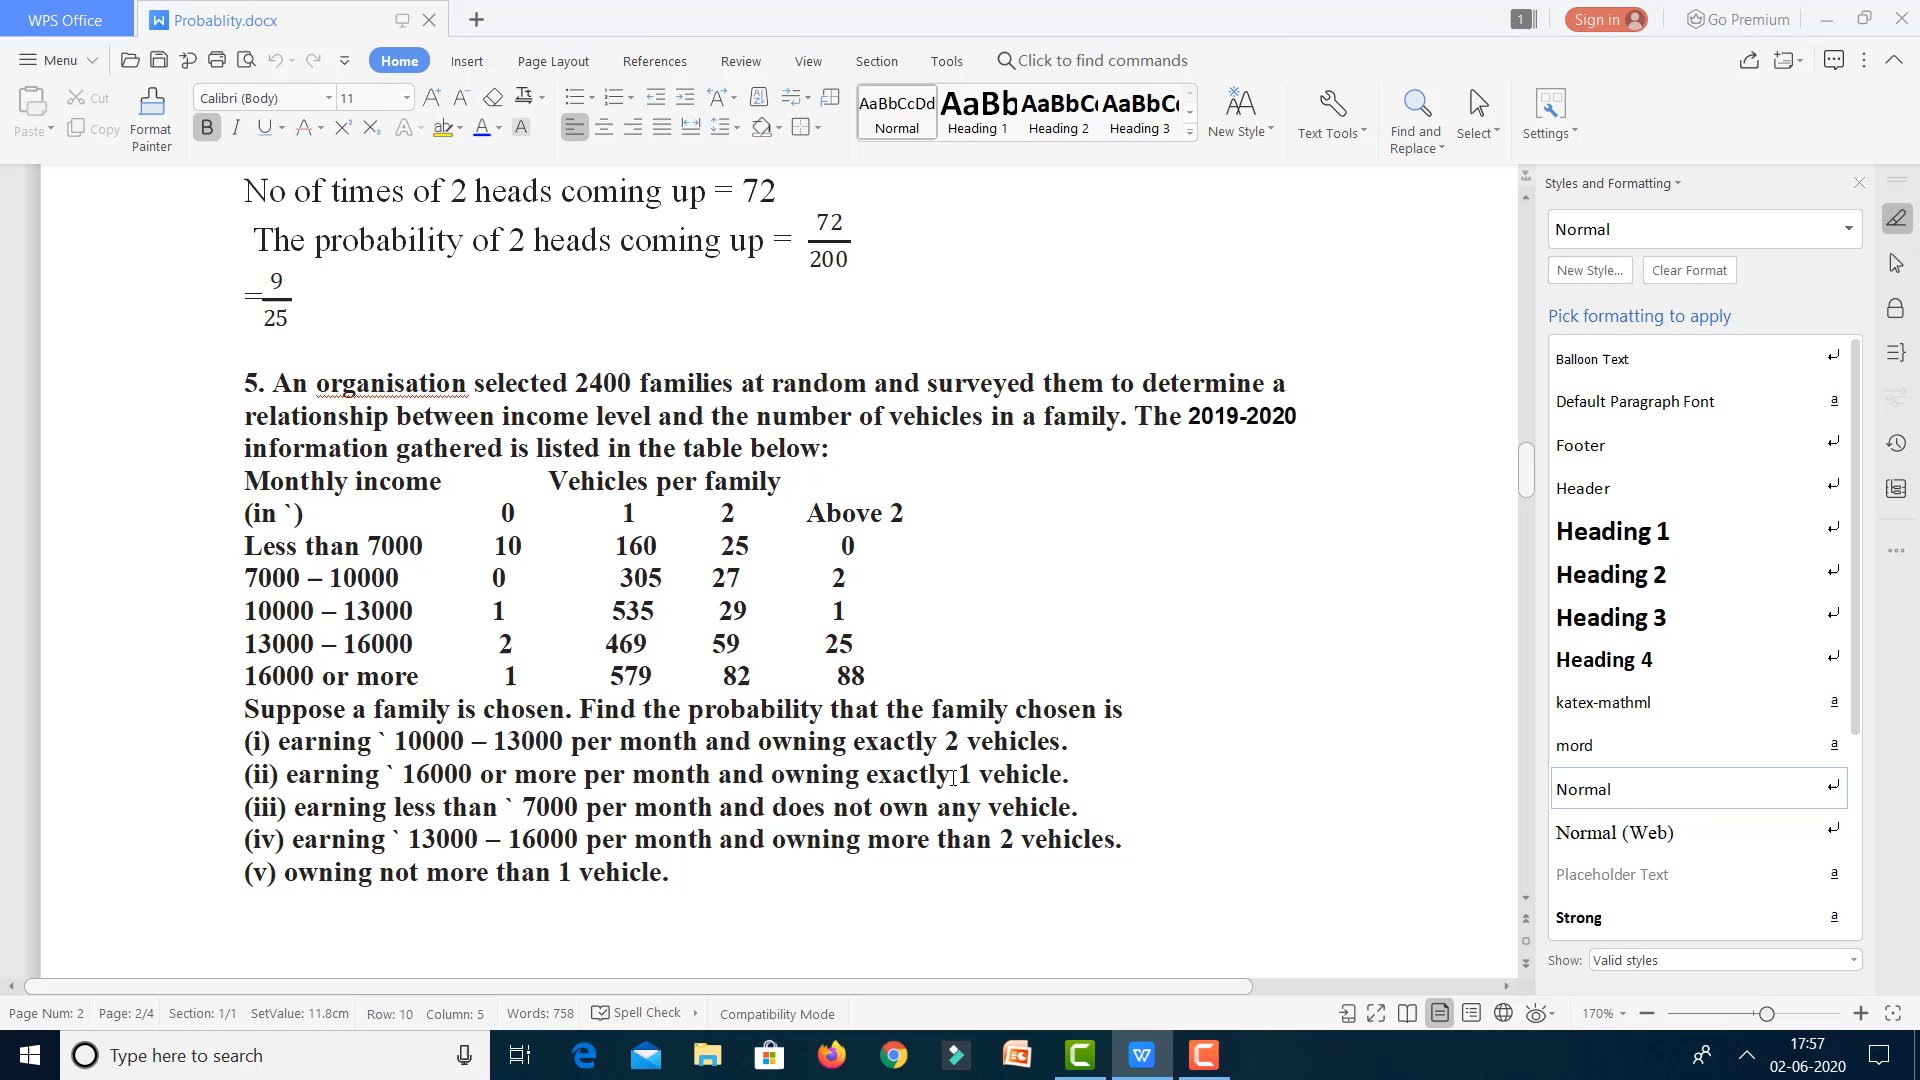 WPS Office
Probablity.docx
1
Sign in
Go Premium
Menu
Home
Insert
Page Layout
References
Review
View
Section
Tools
Click to find commands
Paste
Cut
Copy
Format
Painter
Calibri (Body)
11
AaBbCcDd
Normal
AaBb
Heading 1
AaBbC
Heading 2
AaBbC
Heading 3
New Style
Text Tools
Find and
Replace
Select
Settings
No of times of 2 heads coming up = 72
The probability of 2 heads coming up = 72/200
= 9/25
5. An organisation selected 2400 families at random and surveyed them to determine a
relationship between income level and the number of vehicles in a family. The 2019-2020
information gathered is listed in the table below:
Monthly income Vehicles per family
(in `) 0 1 2 Above 2
Less than 7000 10 160 25 0
7000 – 10000 0 305 27 2
10000 – 13000 1 535 29 1
13000 – 16000 2 469 59 25
16000 or more 1 579 82 88
Suppose a family is chosen. Find the probability that the family chosen is
(i) earning ` 10000 – 13000 per month and owning exactly 2 vehicles.
(ii) earning ` 16000 or more per month and owning exactly 1 vehicle.
(iii) earning less than ` 7000 per month and does not own any vehicle.
(iv) earning ` 13000 – 16000 per month and owning more than 2 vehicles.
(v) owning not more than 1 vehicle.
Styles and Formatting
Normal
New Style...
Clear Format
Pick formatting to apply
Balloon Text
Default Paragraph Font a
Footer
Header
Heading 1
Heading 2
Heading 3
Heading 4
katex-mathml a
mord a
Normal
Normal (Web)
Placeholder Text a
Strong a
Show: Valid styles
Page Num: 2
Page: 2/4
Section: 1/1
SetValue: 11.8cm
Row: 10
Column: 5
Words: 758
Spell Check
Compatibility Mode
170%
Type here to search
17:57
02-06-2020